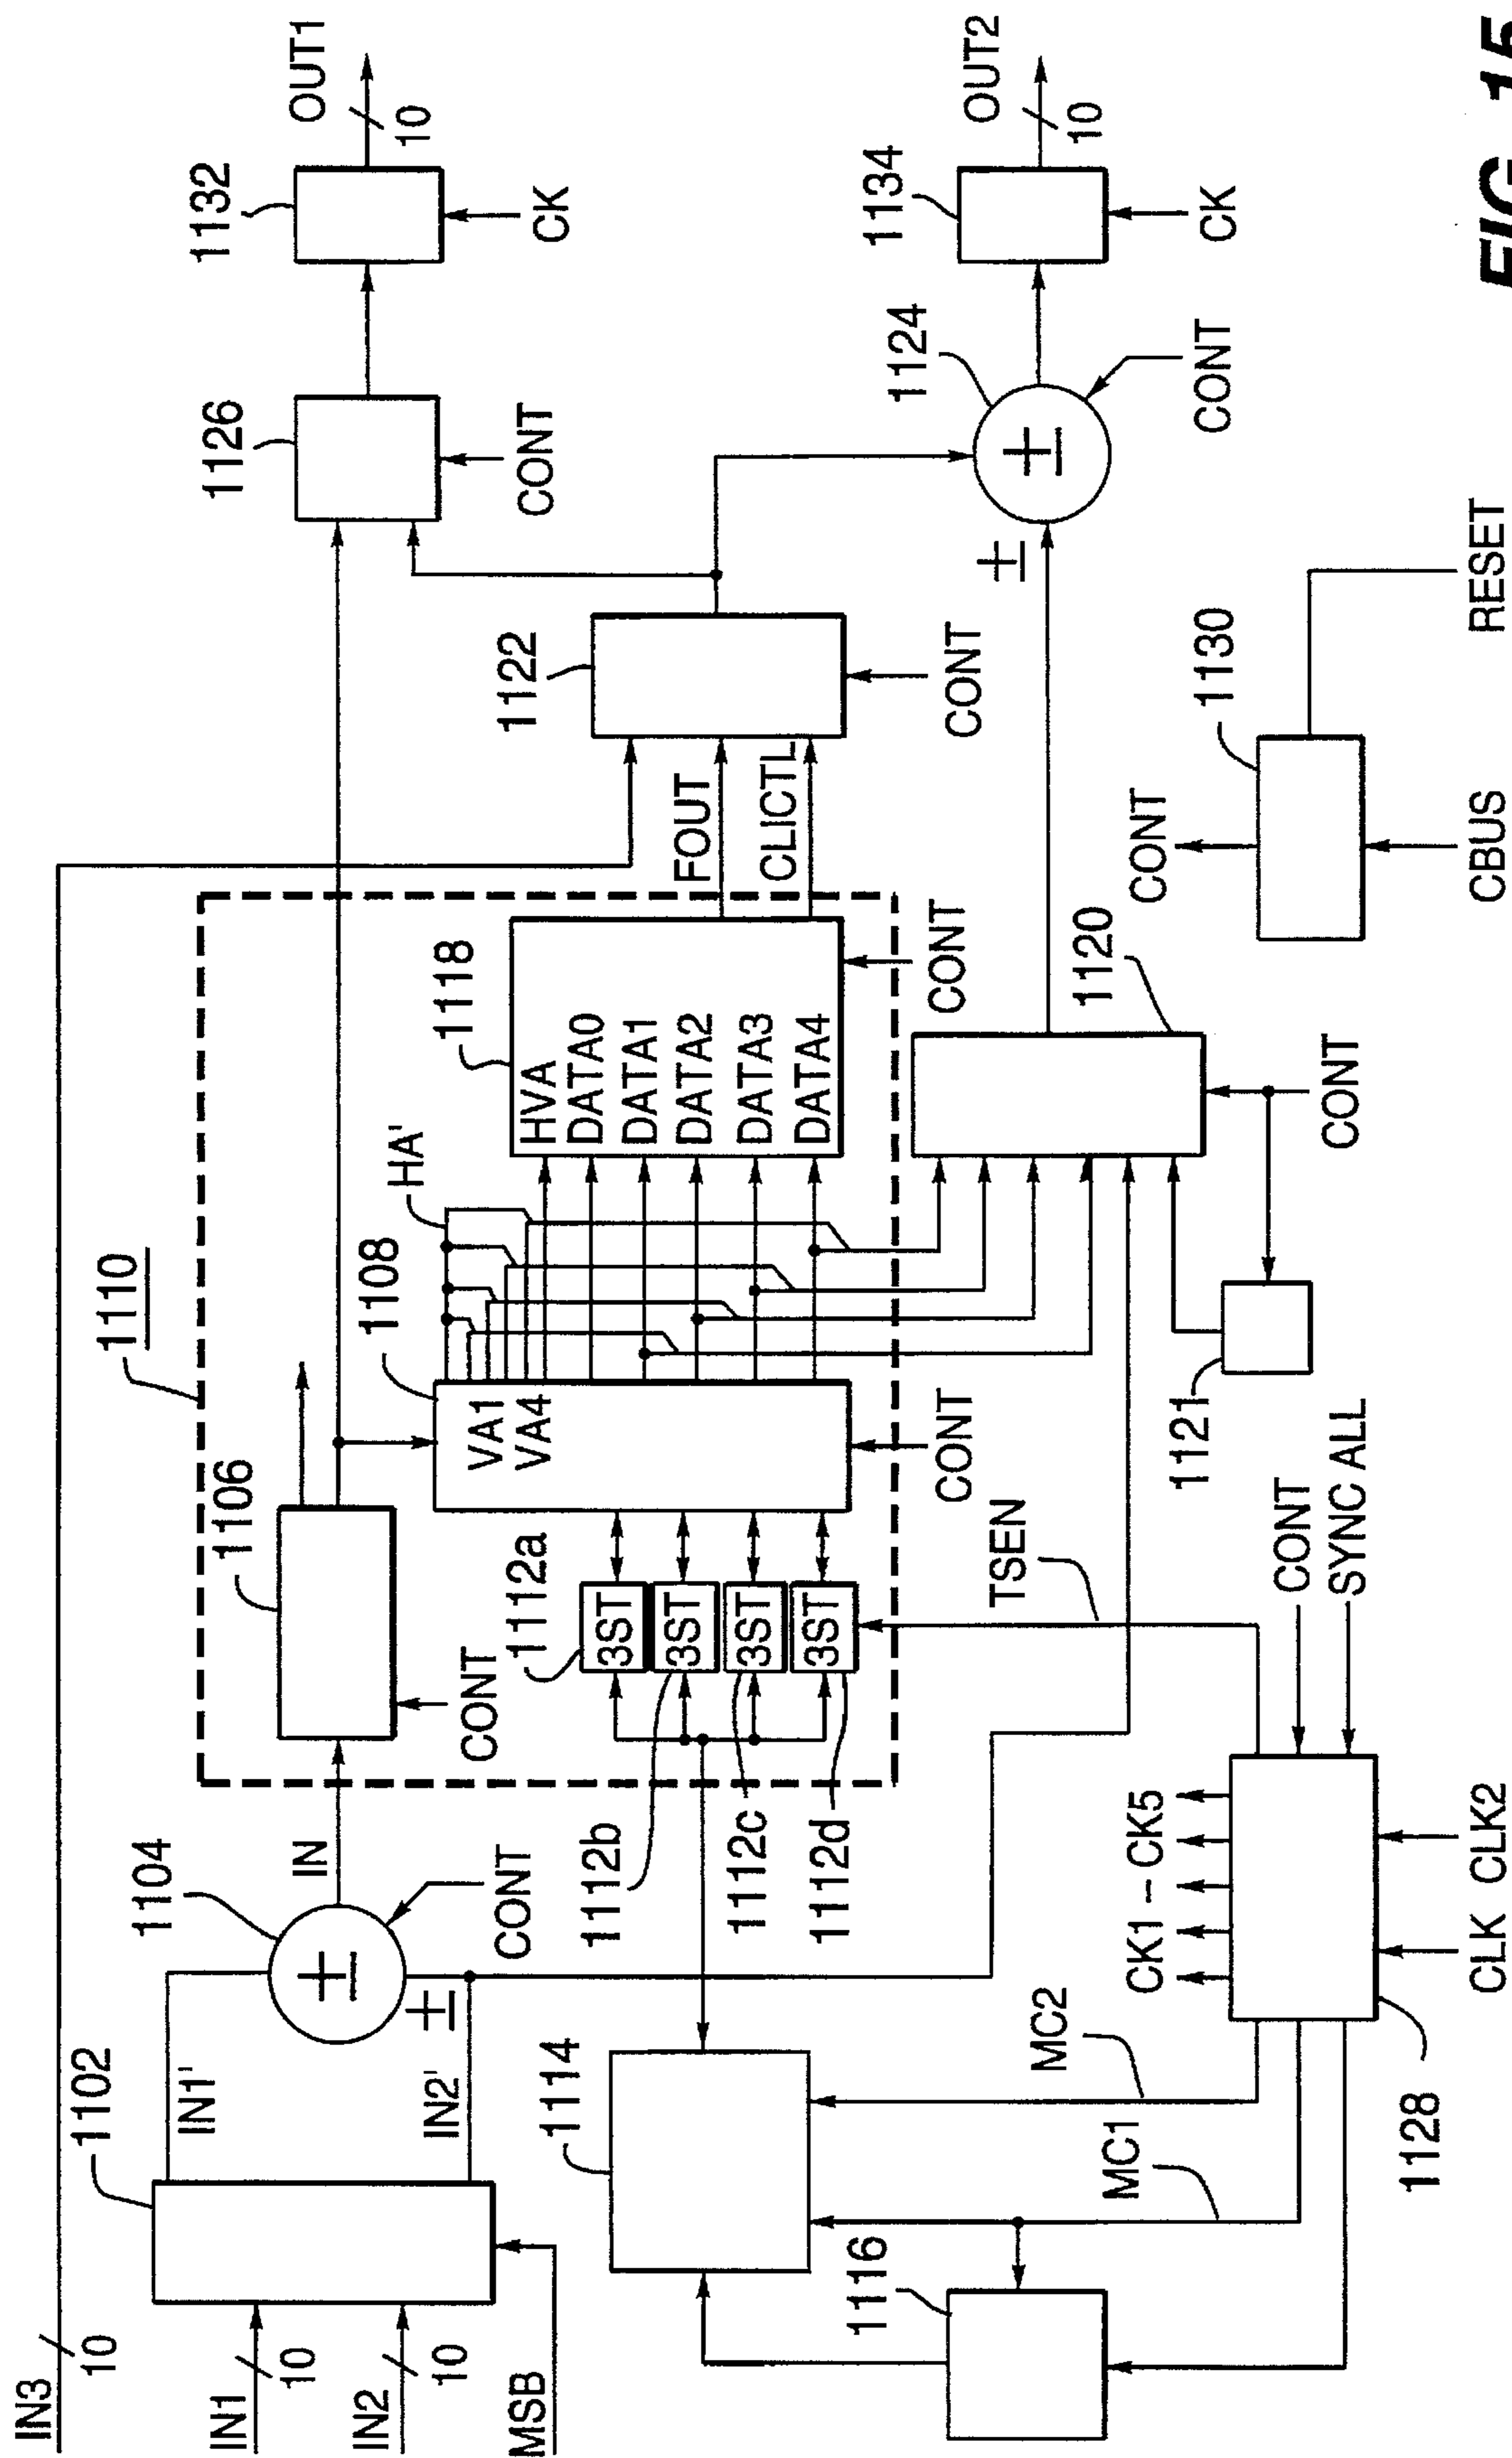 IN3
10
IN1
10
IN2
10
MSB
1102
IN1'
IN2'
1104
±
±
IN
CONT
1110
1106
CONT
1108
VA1
VA4
CONT
HA'
1112a
3ST
3ST
3ST
3ST
1112b
1112c
1112d
1118
HVA
DATA0
DATA1
DATA2
DATA3
DATA4
CONT
FOUT
CLICTL
1122
CONT
1126
CONT
1132
CK
OUT1
10
1124
±
±
CONT
1134
CK
OUT2
10
1120
CONT
1121
TSEN
1114
1116
MC1
MC2
CK1 – CK5
CONT
SYNC ALL
1128
CLK CLK2
1130
CONT
CBUS
RESET
FIG. 15